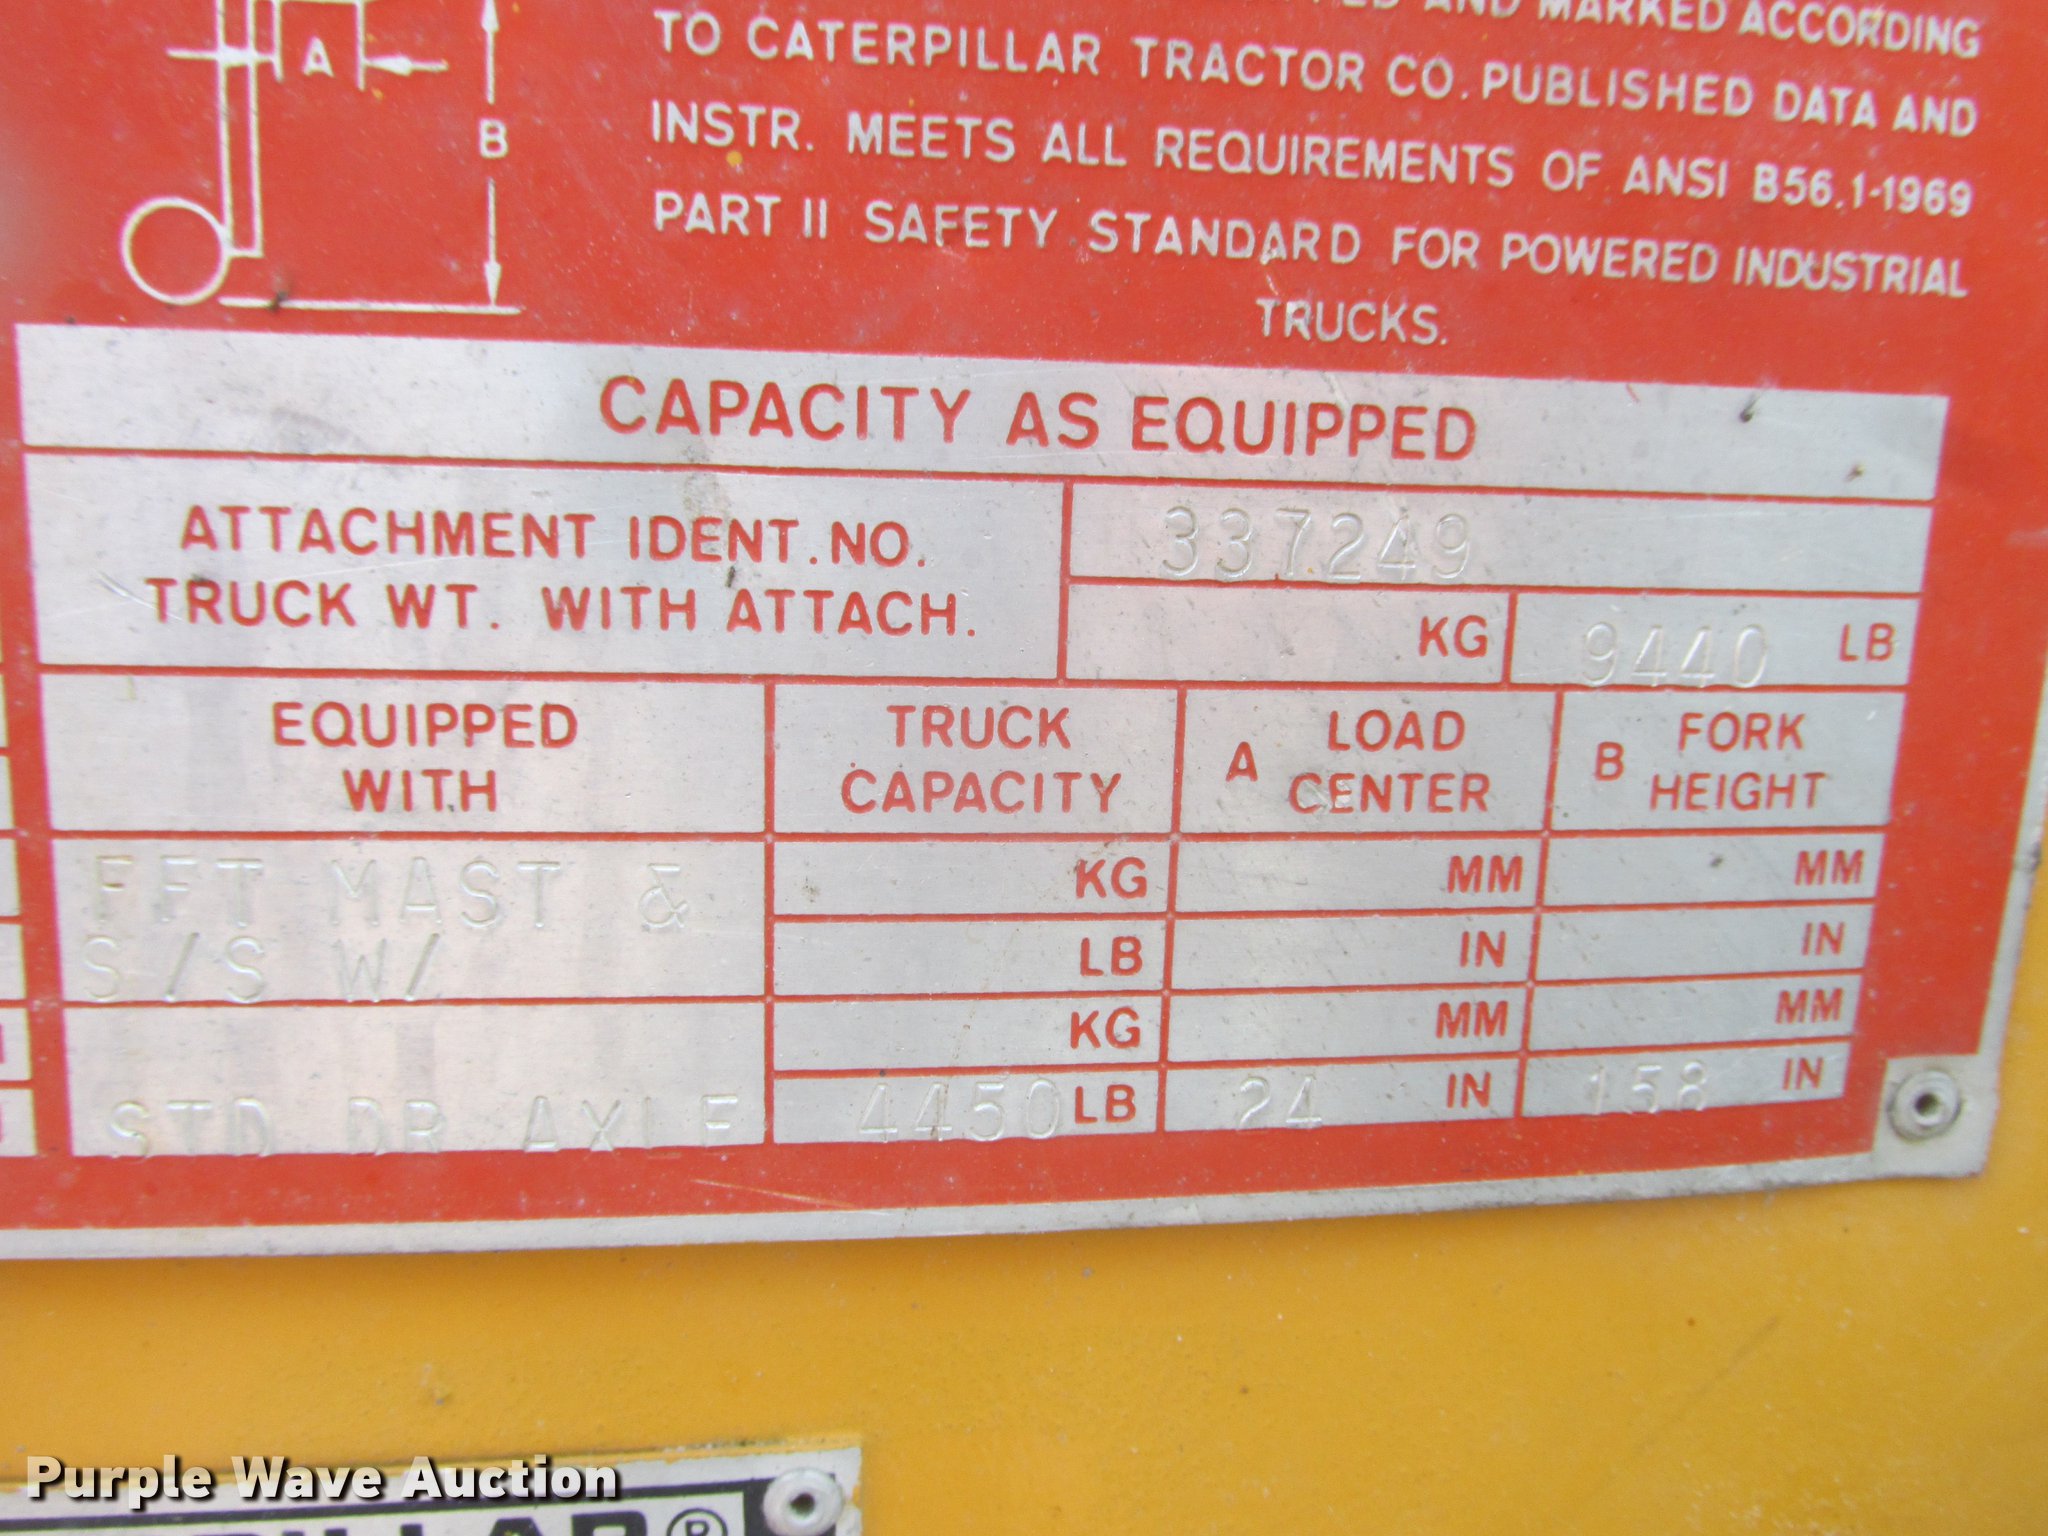 A
B
AND MARKED ACCORDING
TO CATERPILLAR TRACTOR CO. PUBLISHED DATA AND
INSTR. MEETS ALL REQUIREMENTS OF ANSI B56.1-1969
PART II SAFETY STANDARD FOR POWERED INDUSTRIAL
TRUCKS.
CAPACITY AS EQUIPPED
ATTACHMENT IDENT. NO. 337249
TRUCK WT. WITH ATTACH. KG 9440 LB
EQUIPPED WITH
TRUCK CAPACITY
A LOAD CENTER
B FORK HEIGHT
FFT MAST & KG MM MM
S/S W/ LB IN IN
KG MM MM
STD DR AXLE 4450 LB 24 IN 158 IN
Purple Wave Auction
®